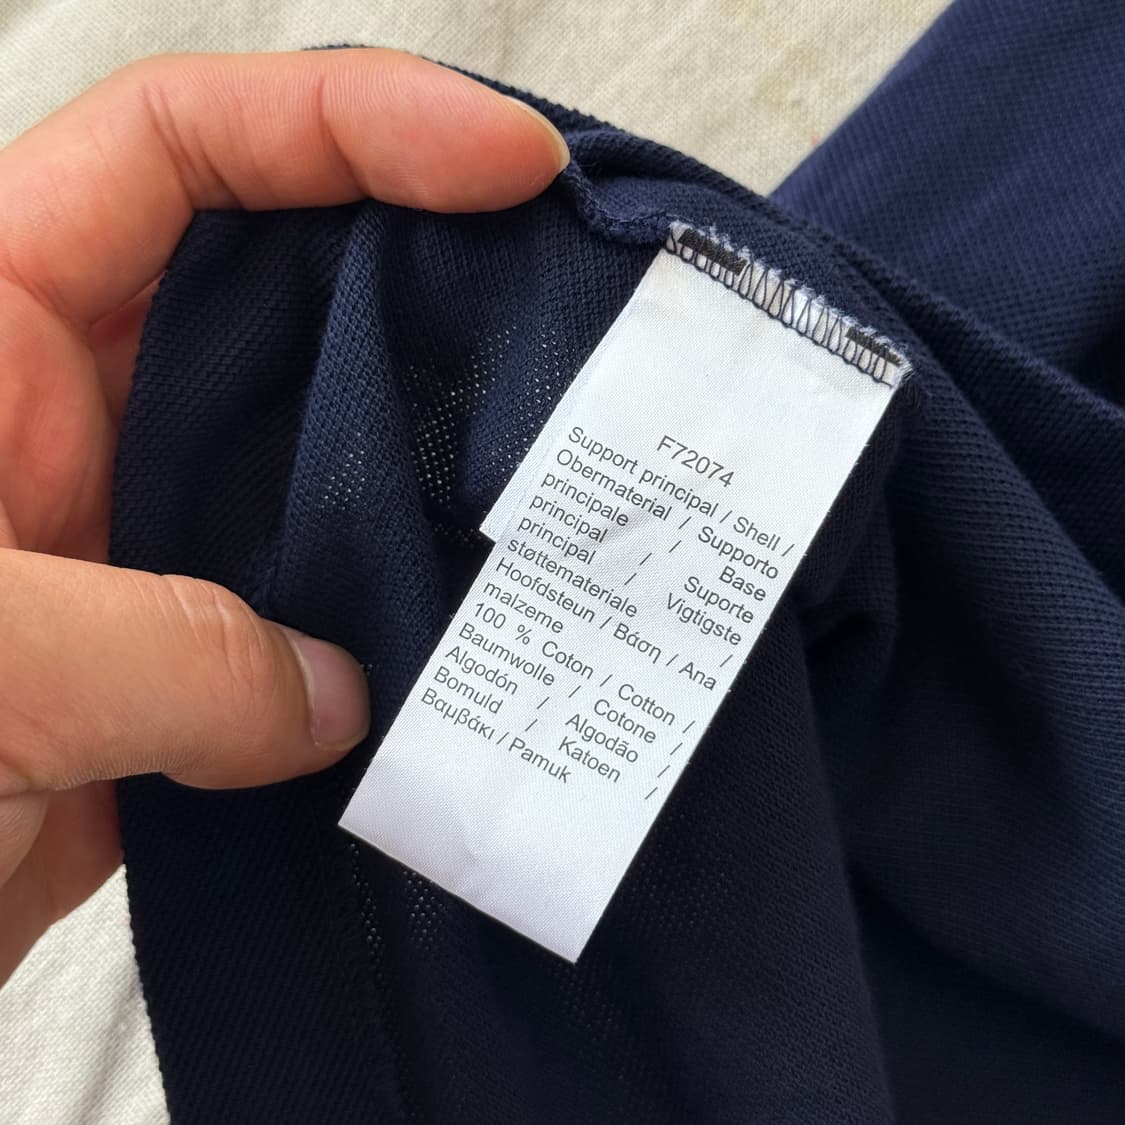 F72074
Support principal / Shell /
Obermaterial / Supporto
principale / Base
principal / Suporte
principal / Vigtigste
støttemateriale /
Hoofdsteun / Βάση / Ana
malzeme
100 % Coton / Cotton /
Baumwolle / Cotone /
Algodón / Algodão /
Bomuld / Katoen /
Βαμβάκι / Pamuk